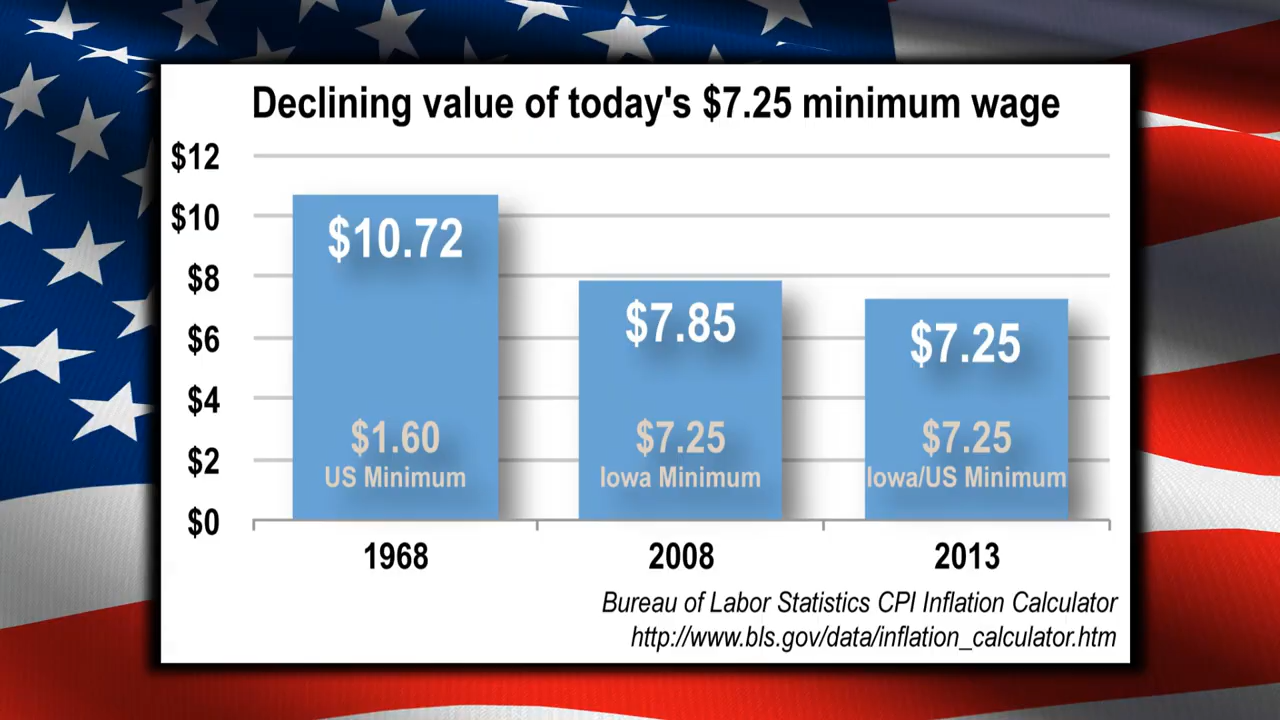 Declining value of today's $7.25 minimum wage
$12
$10
$8
$6
$4
$2
$0
$10.72
$7.85
$7.25
$1.60
US Minimum
$7.25
Iowa Minimum
$7.25
Iowa/US Minimum
1968
2008
2013
Bureau of Labor Statistics CPI Inflation Calculator
http://www.bls.gov/data/inflation_calculator.htm